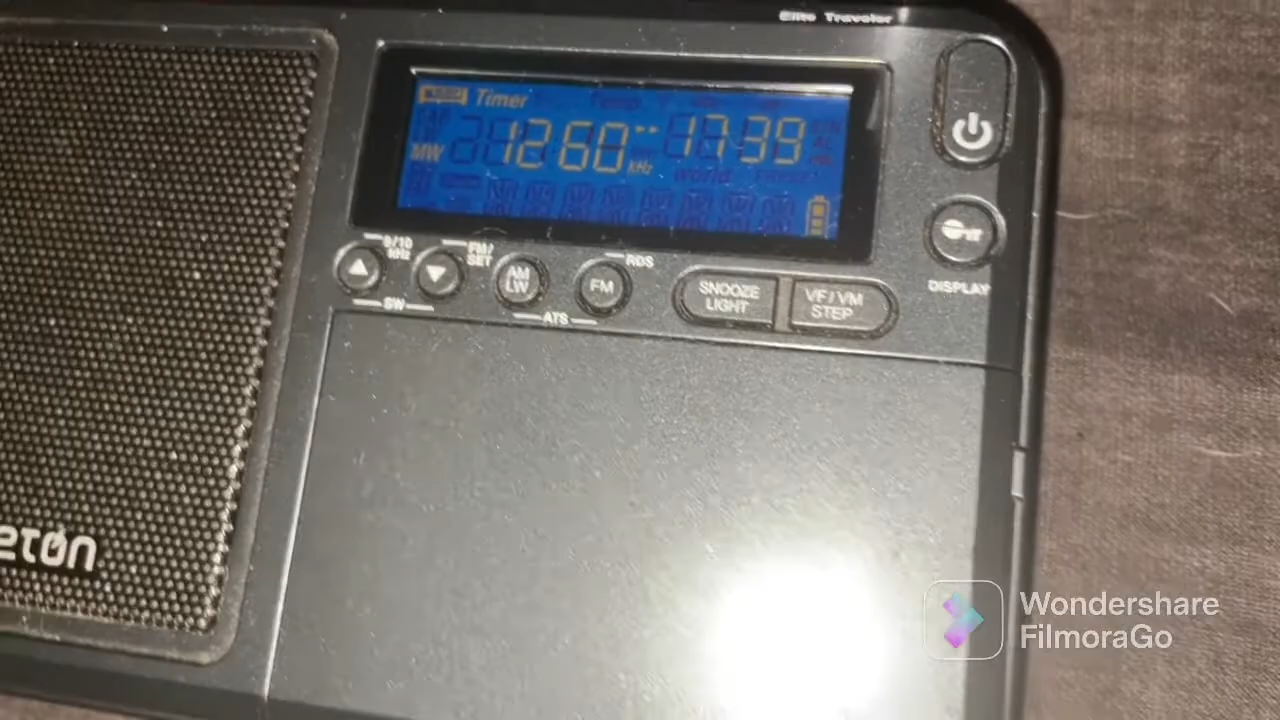 Elite Traveler
Timer
MW 1260 KHz 17 39
9/10
KHz
FM/
SET
RDS
AM
LW
FM
SNOOZE
LIGHT
VF/VM
STEP
DISPLAY
SW
ATS
etón
Wondershare
FilmoraGo